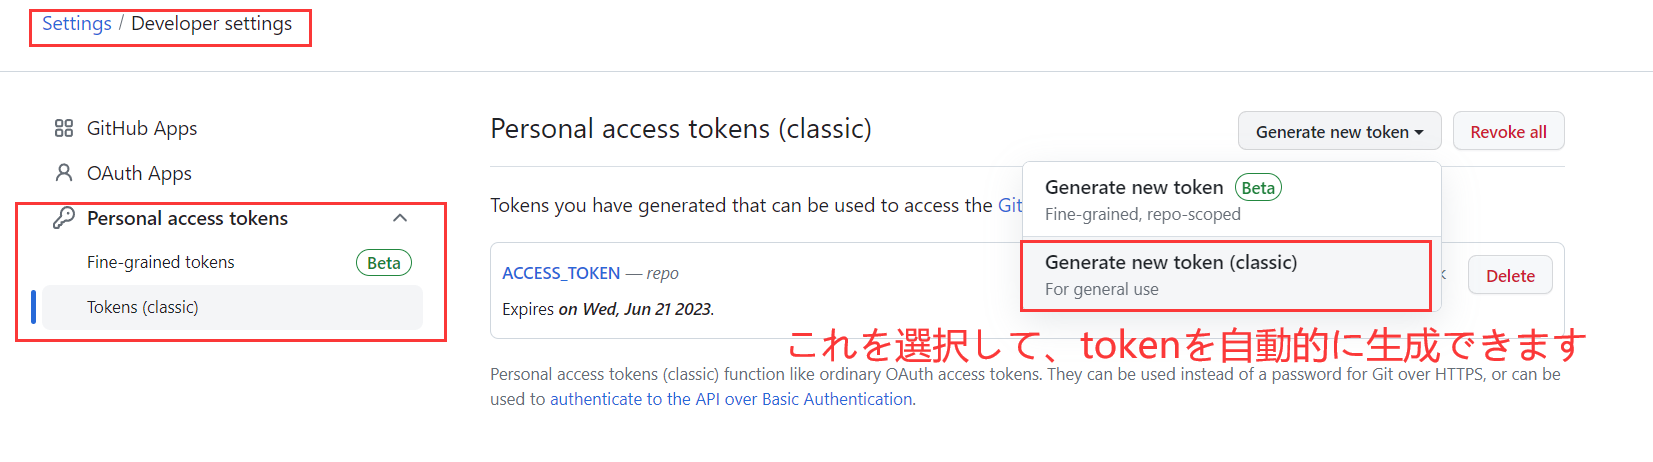 Settings / Developer settings
GitHub Apps
OAuth Apps
Personal access tokens
Fine-grained tokens Beta
Tokens (classic)
Personal access tokens (classic)
Generate new token
Revoke all
Tokens you have generated that can be used to access the
Generate new token Beta
Fine-grained, repo-scoped
Generate new token (classic)
For general use
ACCESS_TOKEN — repo
Delete
Expires on Wed, Jun 21 2023.
これを選択して、tokenを自動的に生成できます
Personal access tokens (classic) function like ordinary OAuth access tokens. They can be used instead of a password for Git over HTTPS, or can be
used to authenticate to the API over Basic Authentication.